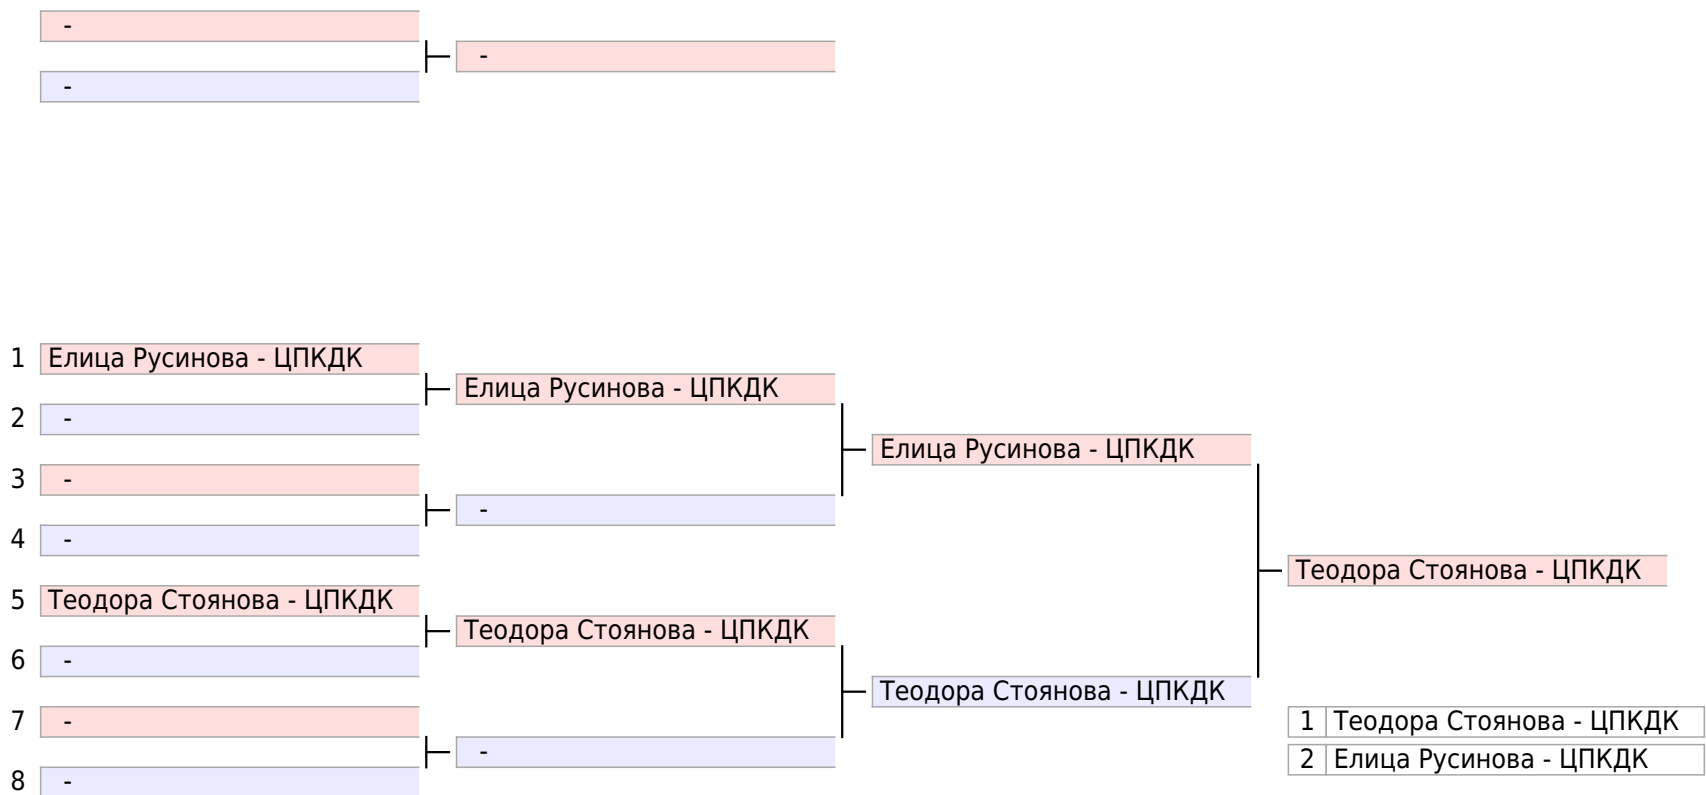 -
-
-
1 Елица Русинова - ЦПКДК
Елица Русинова - ЦПКДК
2 -
Елица Русинова - ЦПКДК
3 -
-
4 -
Теодора Стоянова - ЦПКДК
5 Теодора Стоянова - ЦПКДК
Теодора Стоянова - ЦПКДК
6 -
Теодора Стоянова - ЦПКДК
7 -
1 Теодора Стоянова - ЦПКДК
-
2 Елица Русинова - ЦПКДК
8 -